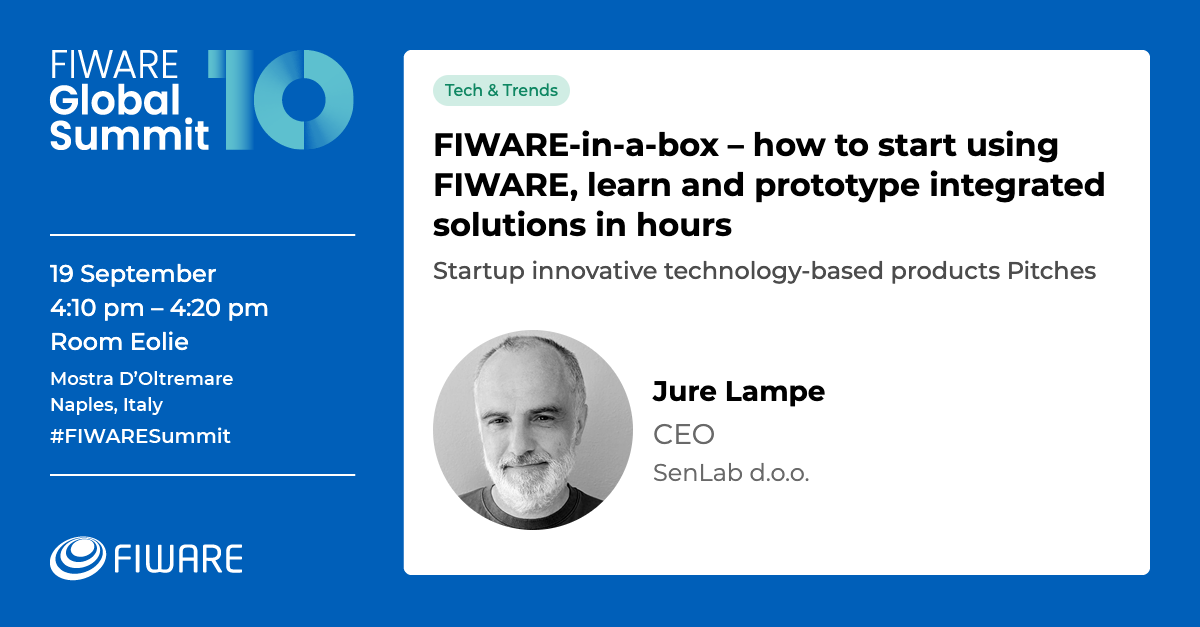 FIWARE
Global
Summit
10
19 September
4:10 pm – 4:20 pm
Room Eolie
Mostra D’Oltremare
Naples, Italy
#FIWARESummit
FIWARE
Tech & Trends
FIWARE-in-a-box – how to start using
FIWARE, learn and prototype integrated
solutions in hours
Startup innovative technology-based products Pitches
Jure Lampe
CEO
SenLab d.o.o.